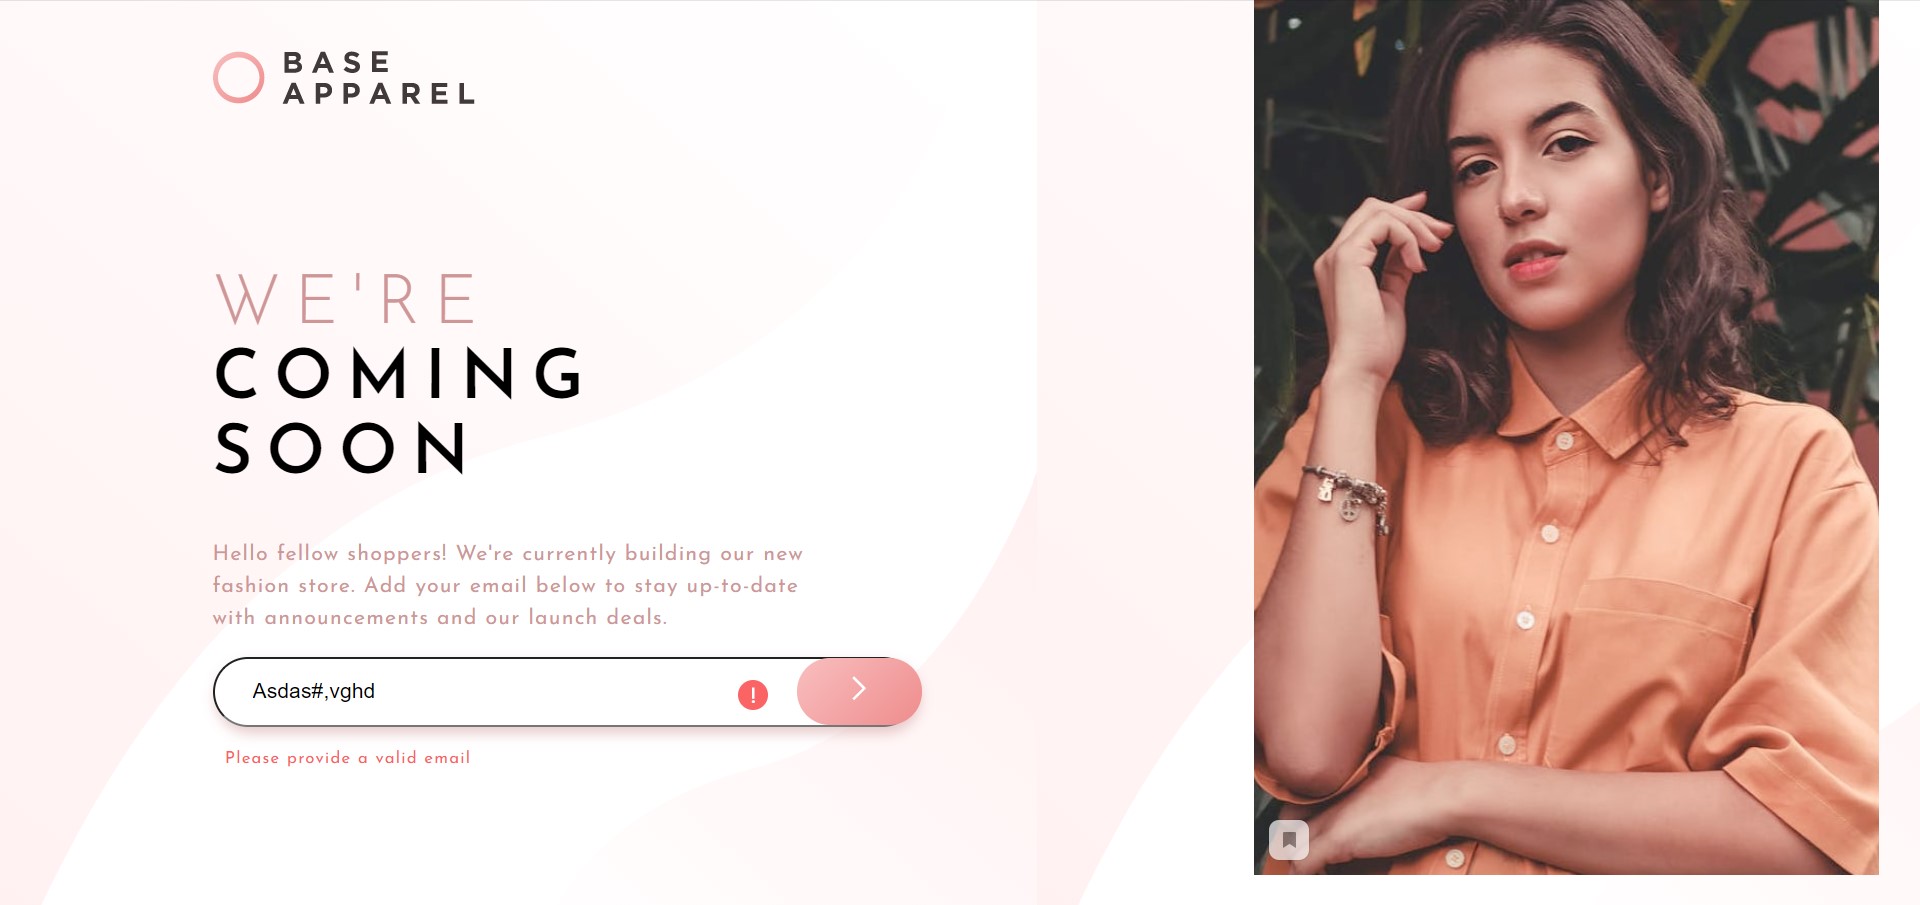 BASE
APPAREL
WE'RE
COMING
SOON
Hello fellow shoppers! We're currently building our new
fashion store. Add your email below to stay up-to-date
with announcements and our launch deals.
Asdas#,vghd
!
Please provide a valid email